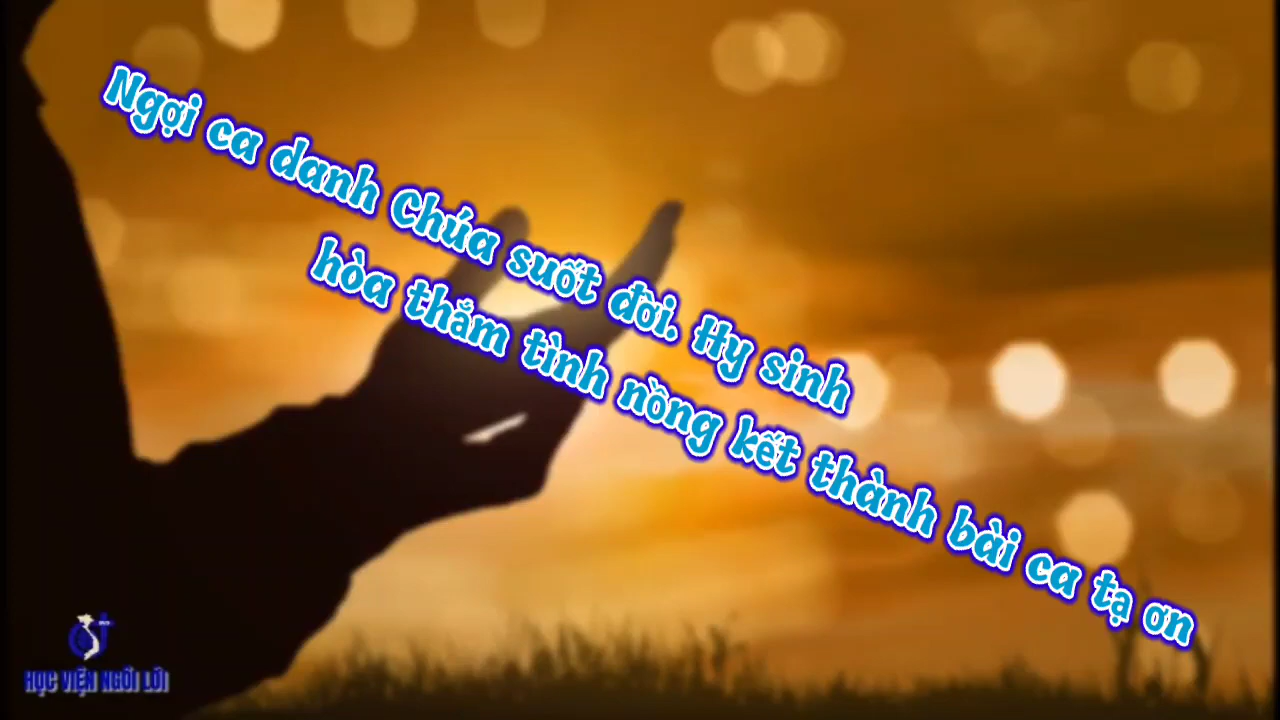 Ngợi ca danh Chúa suốt đời. Hy sinh
hòa thắm tình nồng kết thành bài ca tạ ơn
HỌC VIỆN NGÔI LỜI